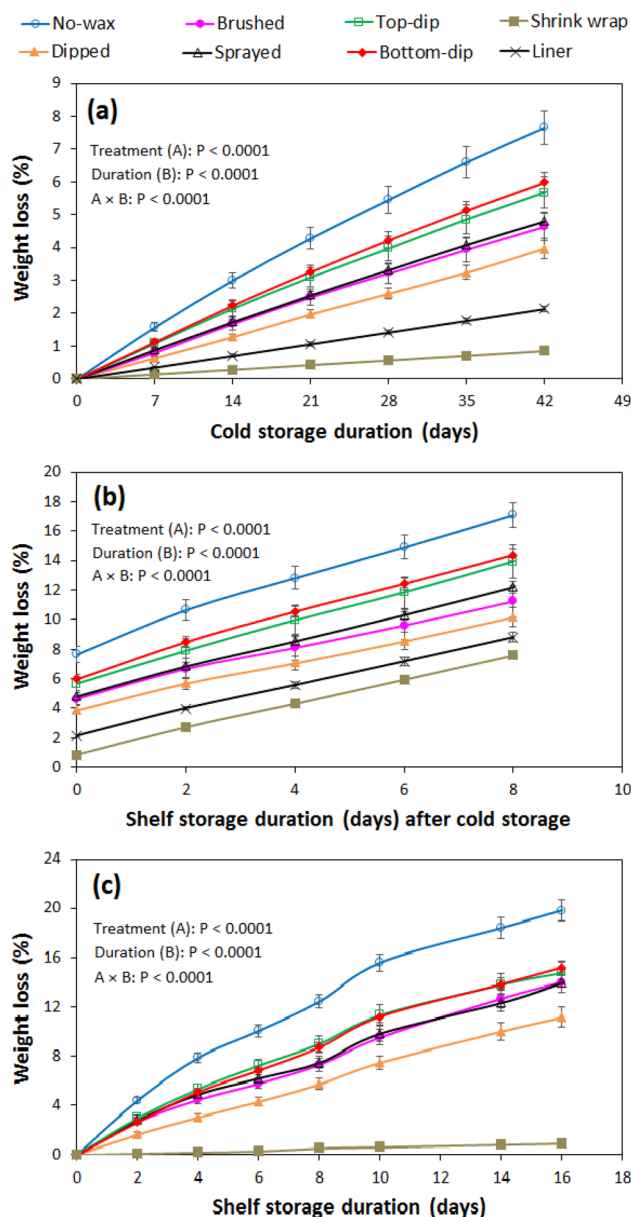 No-wax Brushed Top-dip Shrink wrap
Dipped Sprayed Bottom-dip Liner
(a)
Treatment (A): P < 0.0001
Duration (B): P < 0.0001
A × B: P < 0.0001
Weight loss (%)
9
8
7
6
5
4
3
2
1
0
0 7 14 21 28 35 42 49
Cold storage duration (days)
(b)
Treatment (A): P < 0.0001
Duration (B): P < 0.0001
A × B: P < 0.0001
Weight loss (%)
20
18
16
14
12
10
8
6
4
2
0
0 2 4 6 8 10
Shelf storage duration (days) after cold storage
(c)
Treatment (A): P < 0.0001
Duration (B): P < 0.0001
A × B: P < 0.0001
Weight loss (%)
24
20
16
12
8
4
0
0 2 4 6 8 10 12 14 16 18
Shelf storage duration (days)